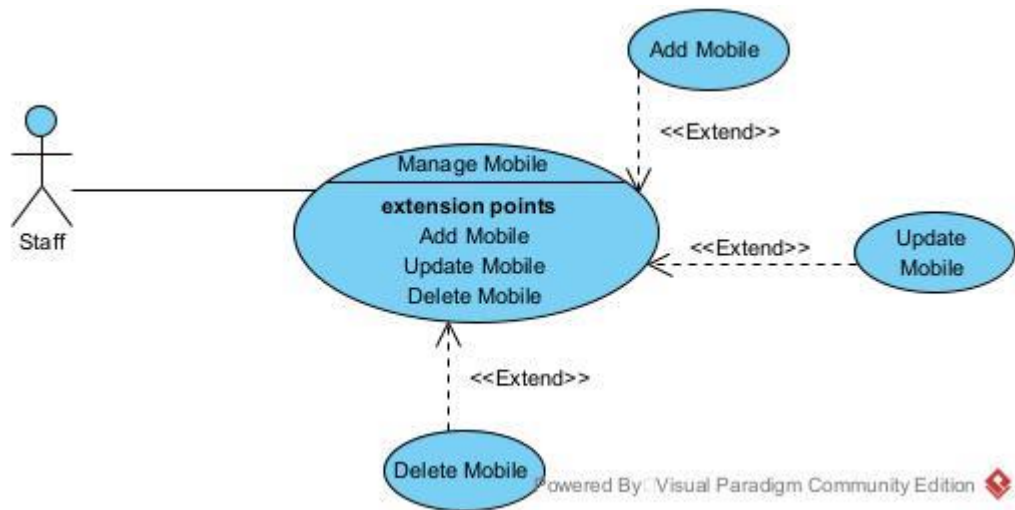 Add Mobile
<<Extend>>
Manage Mobile
extension points
Add Mobile
Update Mobile
Delete Mobile
Staff
<<Extend>>
Update
Mobile
<<Extend>>
Delete Mobile
Powered By Visual Paradigm Community Edition